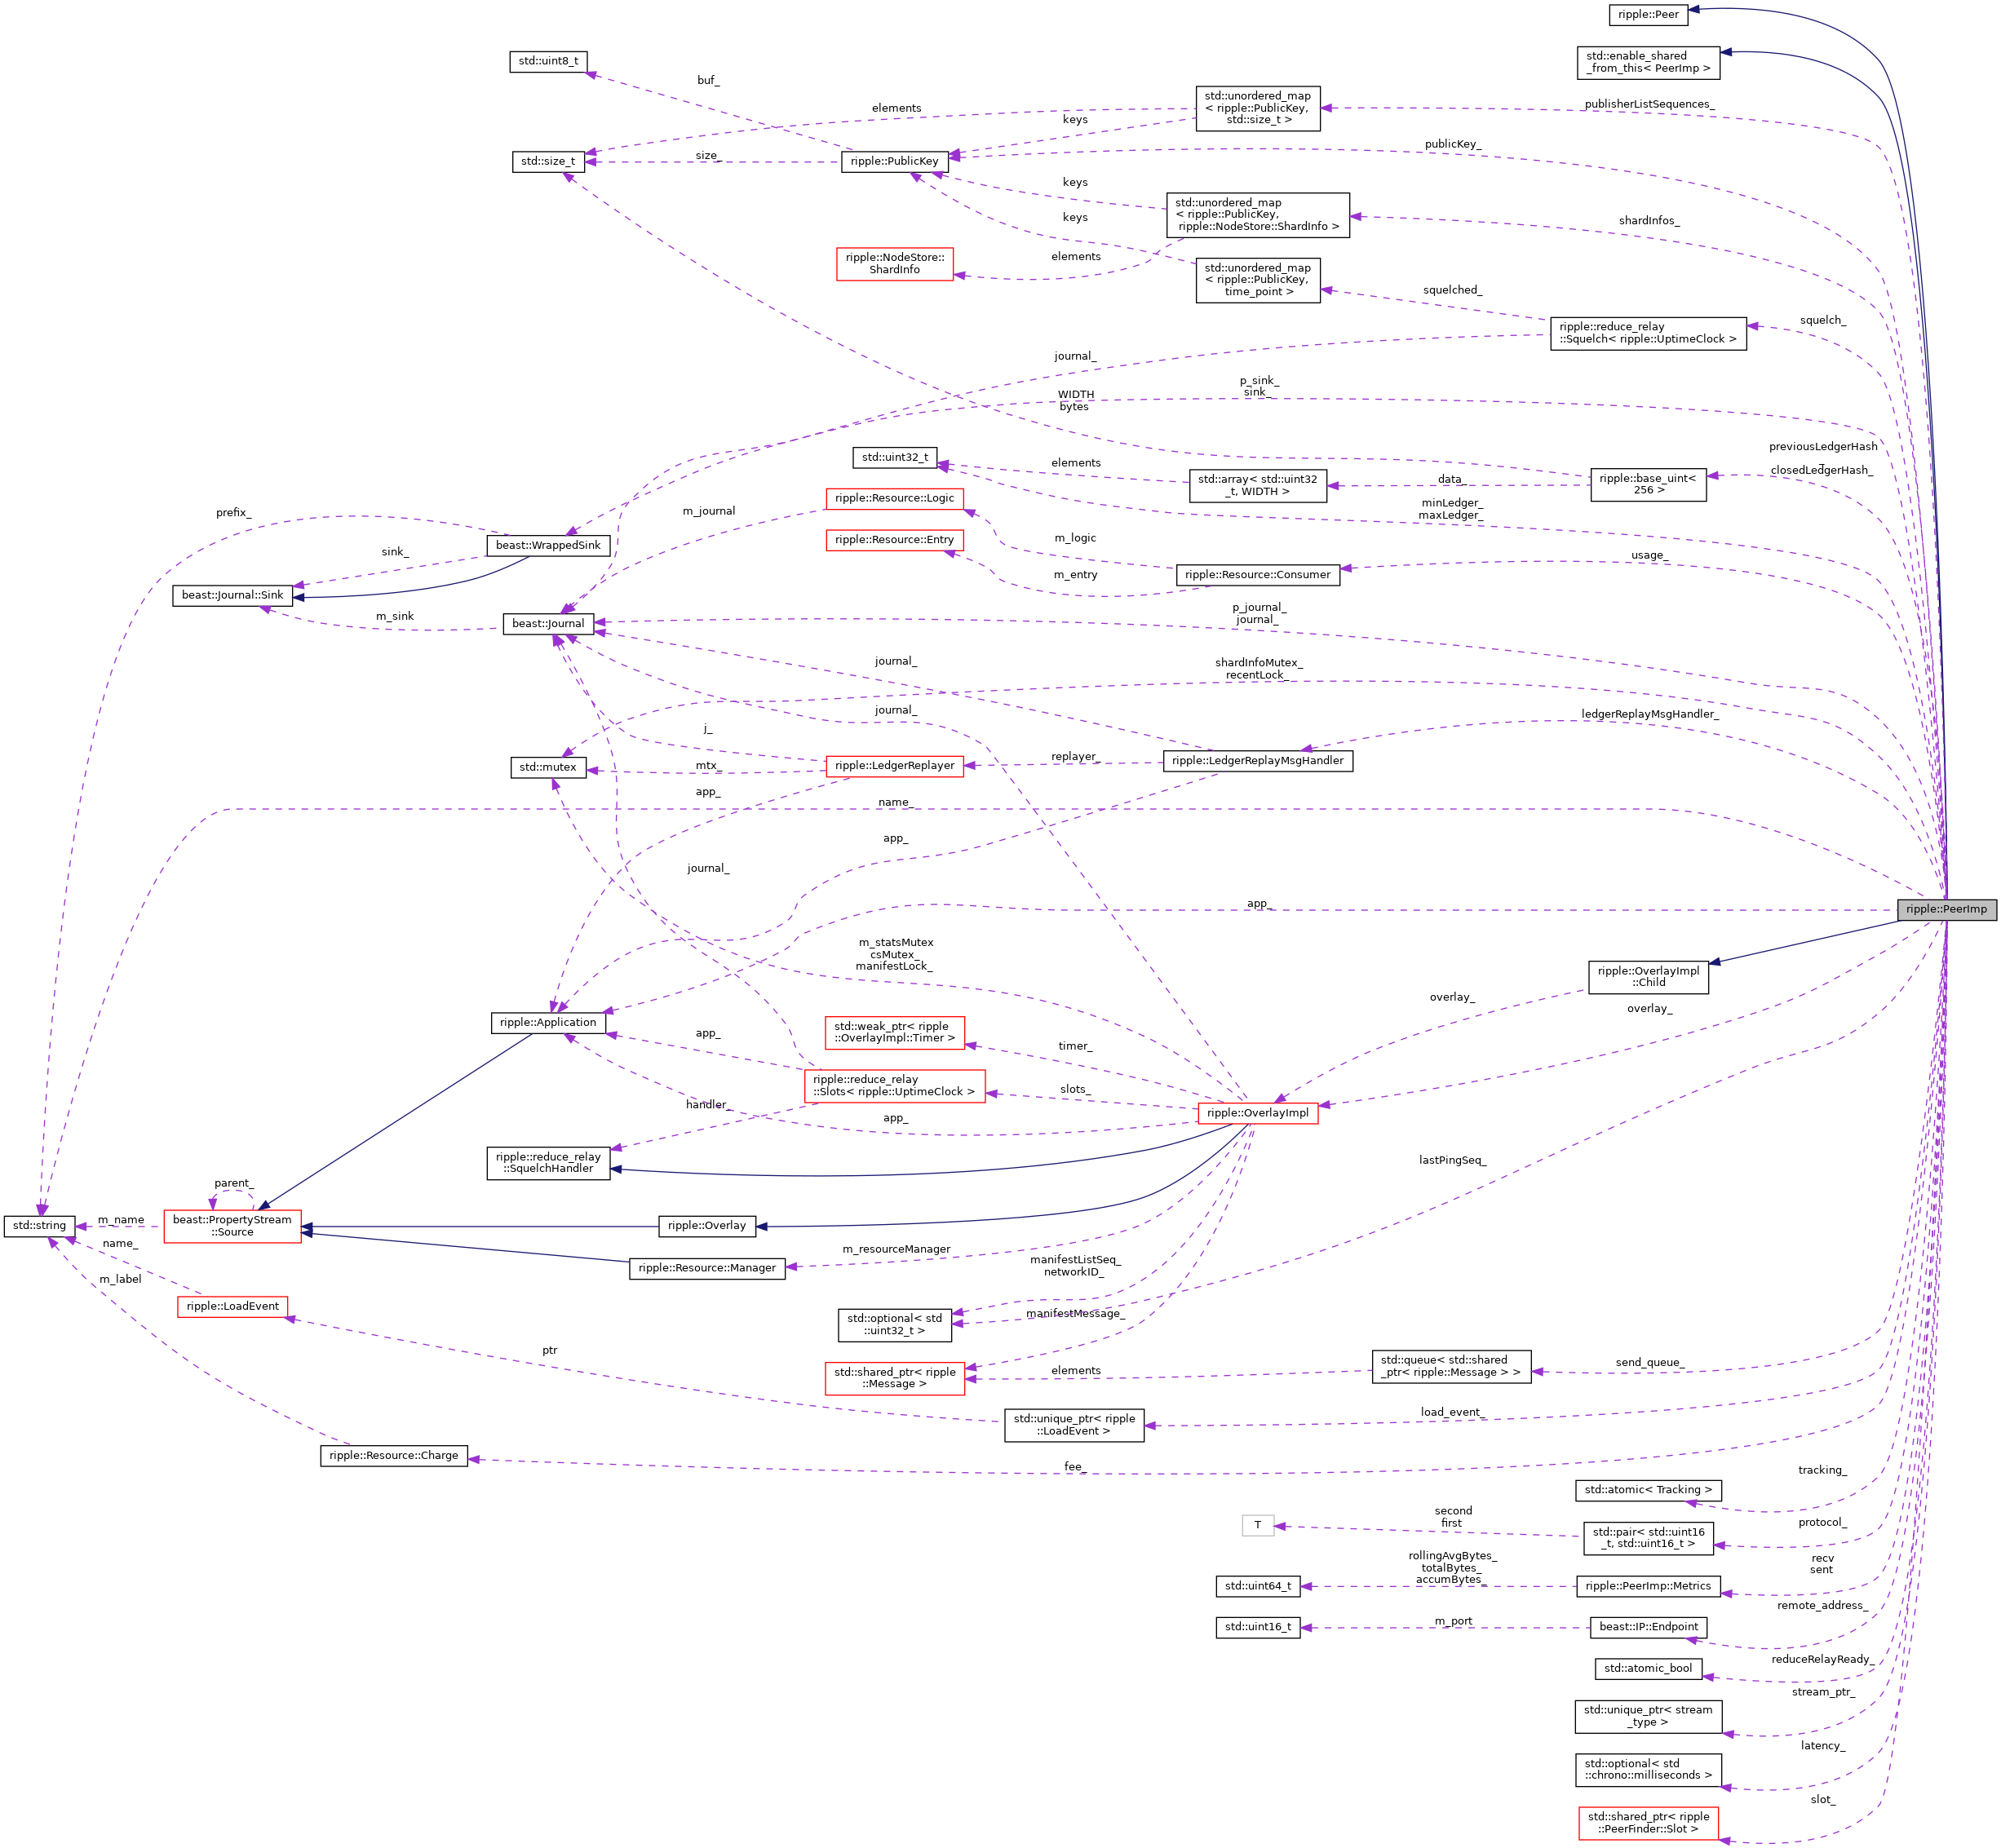 ripple::Peer
std::enable_shared
_from_this< PeerImp >
std::uint8_t
buf_
std::unordered_map
< ripple::PublicKey,
std::size_t >
elements
keys
publisherListSequences_
publicKey_
std::size_t
size_
ripple::PublicKey
keys
std::unordered_map
< ripple::PublicKey,
ripple::NodeStore::ShardInfo >
shardInfos_
keys
ripple::NodeStore::
ShardInfo
elements
std::unordered_map
< ripple::PublicKey,
time_point >
squelched_
squelch_
ripple::reduce_relay
::Squelch< ripple::UptimeClock >
journal_
p_sink_
sink_
WIDTH
bytes
previousLedgerHash
_
closedLedgerHash_
std::uint32_t
elements
std::array< std::uint32
_t, WIDTH >
data_
ripple::base_uint<
256 >
ripple::Resource::Logic
minLedger_
maxLedger_
prefix_
m_journal
ripple::Resource::Entry
m_logic
beast::WrappedSink
sink_
usage_
m_entry
ripple::Resource::Consumer
beast::Journal::Sink
m_sink
beast::Journal
p_journal_
journal_
journal_
shardInfoMutex_
recentLock_
journal_
ledgerReplayMsgHandler_
j_
std::mutex
mtx_
ripple::LedgerReplayer
replayer_
ripple::LedgerReplayMsgHandler
app_
name_
app_
journal_
app_
ripple::PeerImp
m_statsMutex
csMutex_
manifestLock_
ripple::OverlayImpl
::Child
overlay_
overlay_
ripple::Application
std::weak_ptr< ripple
::OverlayImpl::Timer >
app_
timer_
ripple::reduce_relay
::Slots< ripple::UptimeClock >
slots_
handler_
app_
ripple::OverlayImpl
ripple::reduce_relay
::SquelchHandler
lastPingSeq_
parent_
std::string
m_name
beast::PropertyStream
::Source
ripple::Overlay
name_
m_resourceManager
ripple::Resource::Manager
manifestListSeq_
networkID_
m_label
ripple::LoadEvent
std::optional< std
::uint32_t >
manifestMessage_
ptr
std::shared_ptr< ripple
::Message >
elements
std::queue< std::shared
_ptr< ripple::Message > >
send_queue_
std::unique_ptr< ripple
::LoadEvent >
load_event_
ripple::Resource::Charge
fee_
tracking_
std::atomic< Tracking >
T
second
first
std::pair< std::uint16
_t, std::uint16_t >
protocol_
rollingAvgBytes_
totalBytes_
accumBytes_
recv
sent
std::uint64_t
ripple::PeerImp::Metrics
remote_address_
std::uint16_t
m_port
beast::IP::Endpoint
reduceRelayReady_
std::atomic_bool
stream_ptr_
std::unique_ptr< stream
_type >
latency_
std::optional< std
::chrono::milliseconds >
slot_
std::shared_ptr< ripple
::PeerFinder::Slot >